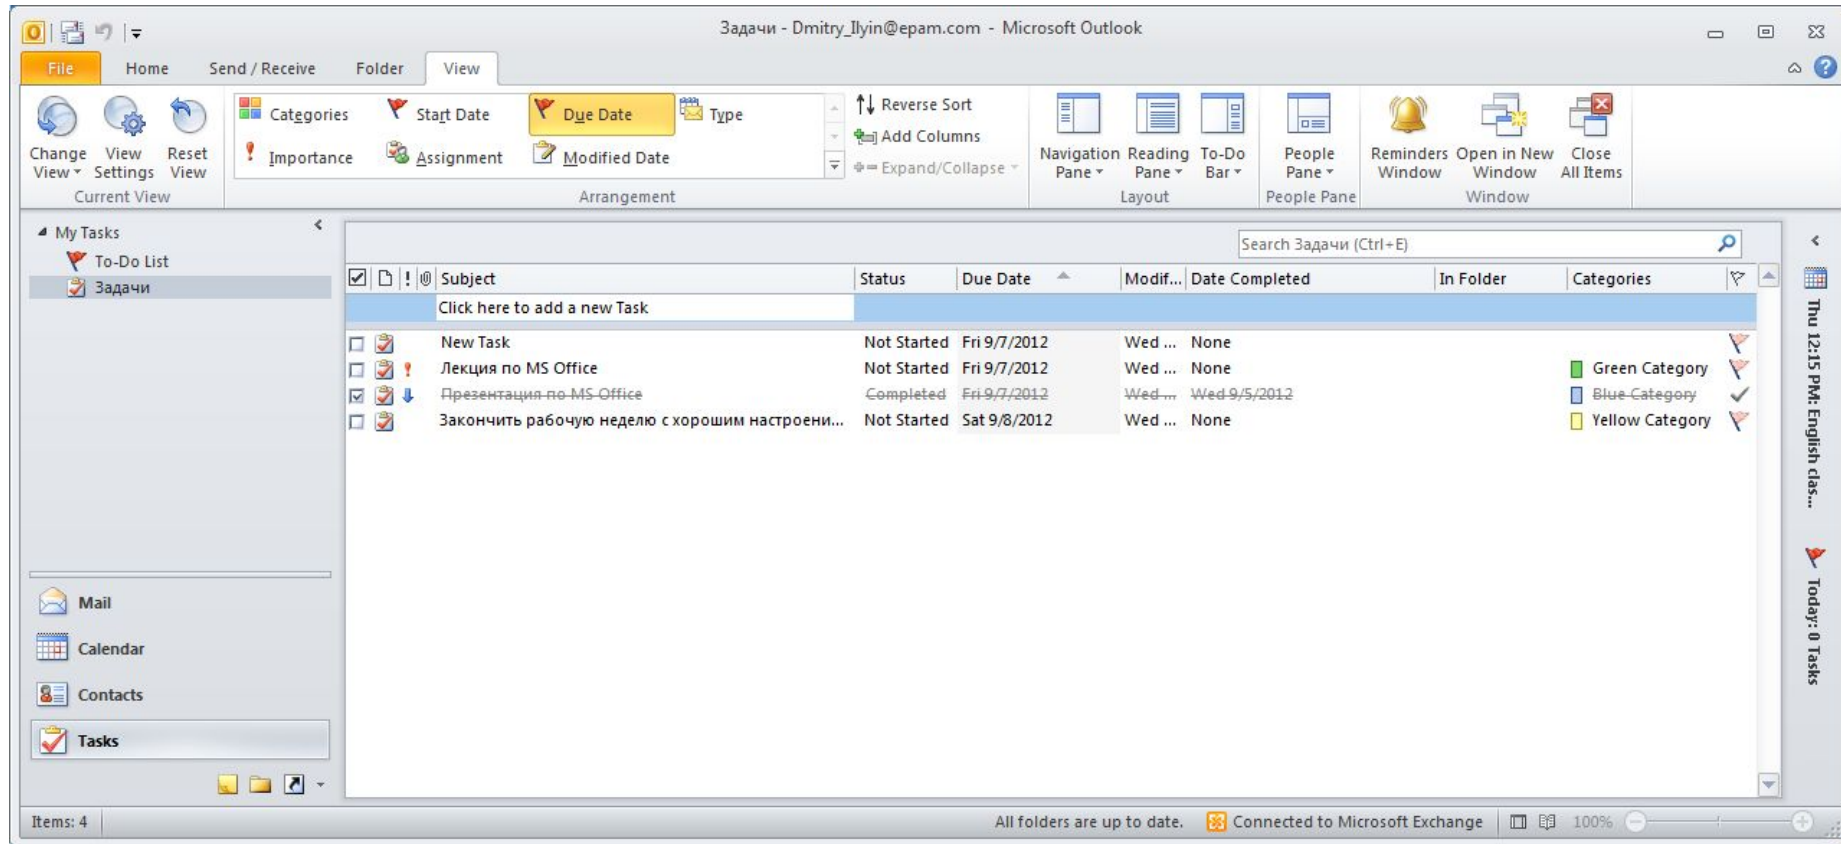 Задачи - Dmitry_Ilyin@epam.com - Microsoft Outlook
File Home Send / Receive Folder View
Change View View Settings Reset View
Current View
Categories Start Date Due Date Type
Importance Assignment Modified Date
Arrangement
Reverse Sort
Add Columns
Expand/Collapse
Navigation Pane Reading Pane To-Do Bar
Layout
People Pane
People Pane
Reminders Window Open in New Window Close All Items
Window
My Tasks
To-Do List
Задачи
Search Задачи (Ctrl+E)
Subject Status Due Date Modif... Date Completed In Folder Categories
Click here to add a new Task
New Task Not Started Fri 9/7/2012 Wed ... None
! Лекция по MS Office Not Started Fri 9/7/2012 Wed ... None Green Category
Презентация по MS Office Completed Fri 9/7/2012 Wed ... Wed 9/5/2012 Blue Category
Закончить рабочую неделю с хорошим настроени... Not Started Sat 9/8/2012 Wed ... None Yellow Category
Mail
Calendar
Contacts
Tasks
Thu 12:15 PM: English clas...
Today: 0 Tasks
Items: 4 All folders are up to date. Connected to Microsoft Exchange 100%